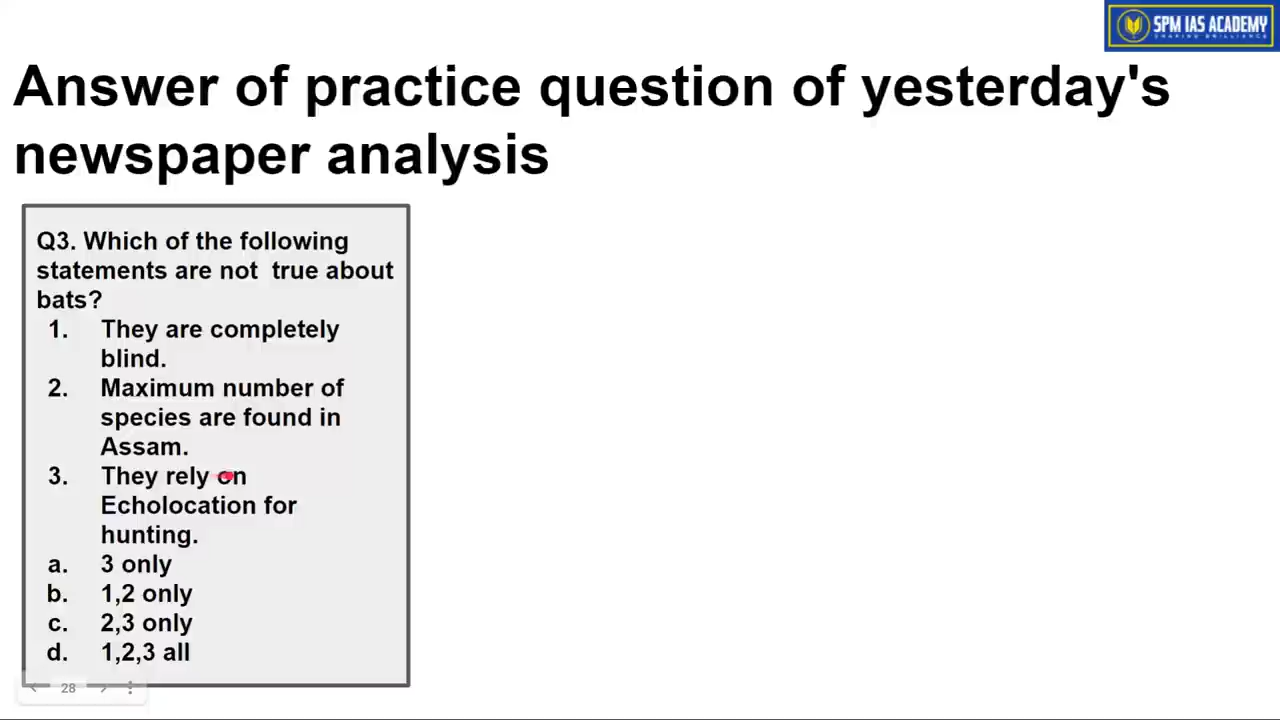 SPM IAS ACADEMY
SHAPING BRILLIANCE
Answer of practice question of yesterday's
newspaper analysis
Q3. Which of the following
statements are not  true about
bats?
1. They are completely
blind.
2. Maximum number of
species are found in
Assam.
3. They rely on
Echolocation for
hunting.
a. 3 only
b. 1,2 only
c. 2,3 only
d. 1,2,3 all
28